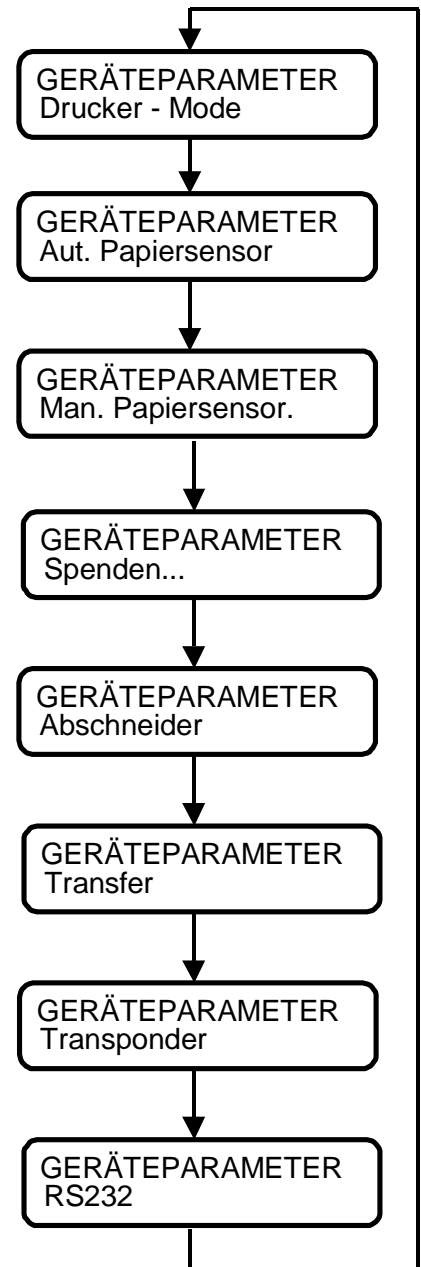 GERÄTEPARAMETER
Drucker - Mode
GERÄTEPARAMETER
Aut. Papiersensor
GERÄTEPARAMETER
Man. Papiersensor.
GERÄTEPARAMETER
Spenden...
GERÄTEPARAMETER
Abschneider
GERÄTEPARAMETER
Transfer
GERÄTEPARAMETER
Transponder
GERÄTEPARAMETER
RS232